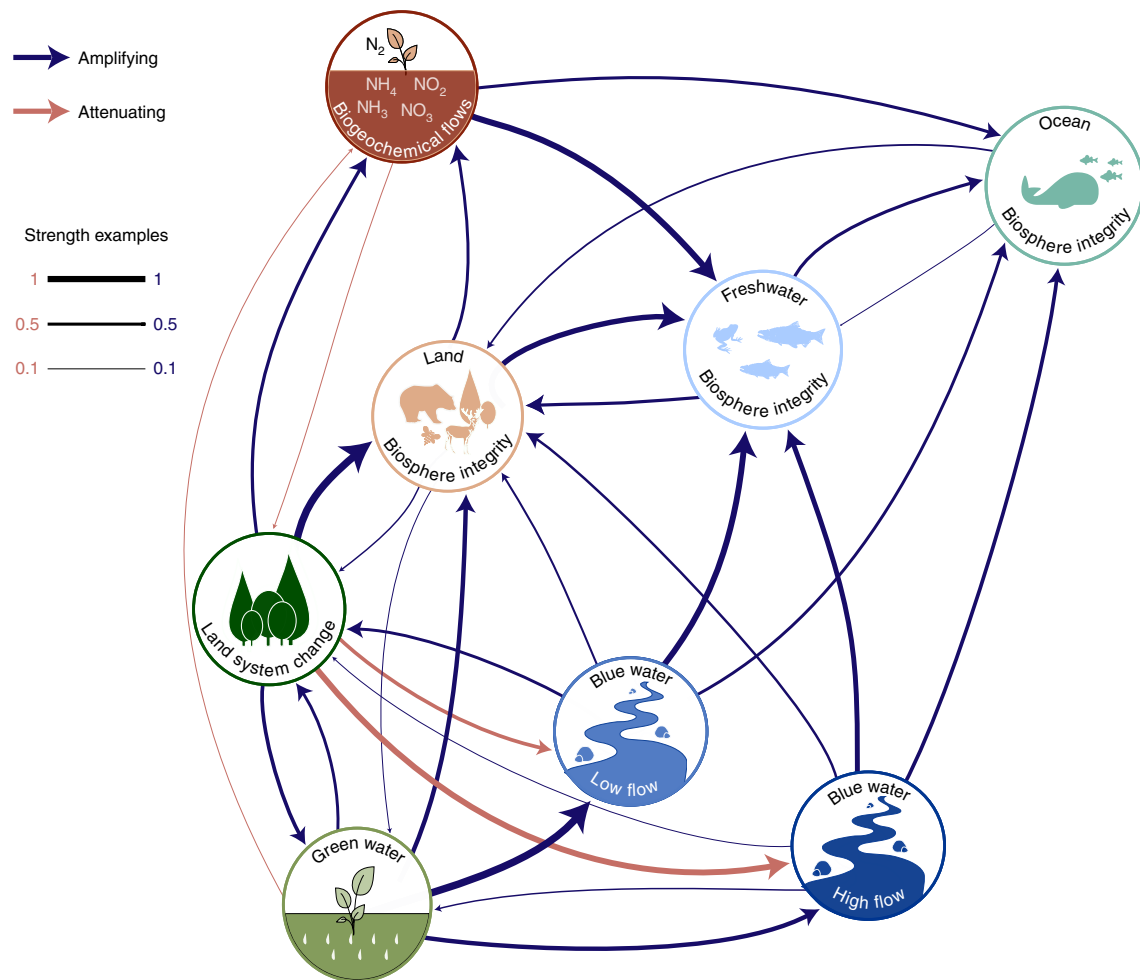 Amplifying
Attenuating
Strength examples
1 1
0.5 0.5
0.1 0.1
N₂
NH₄ NO₂
NH₃ NO₃
Biogeochemical flows
Ocean
Biosphere integrity
Freshwater
Biosphere integrity
Land
Biosphere integrity
Land system change
Blue water
Low flow
Blue water
High flow
Green water